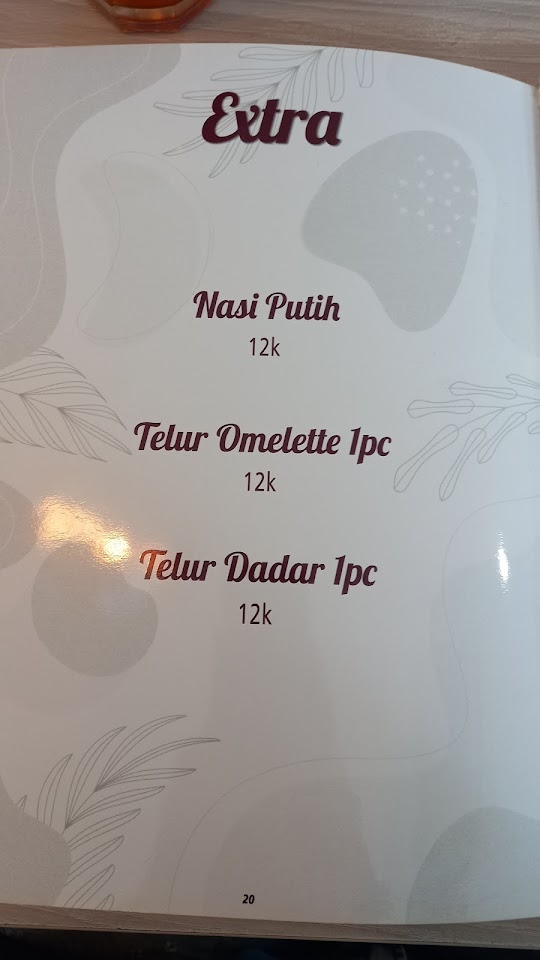 Extra
Nasi Putih
12k
Telur Omelette 1pc
12k
Telur Dadar 1pc
12k
20